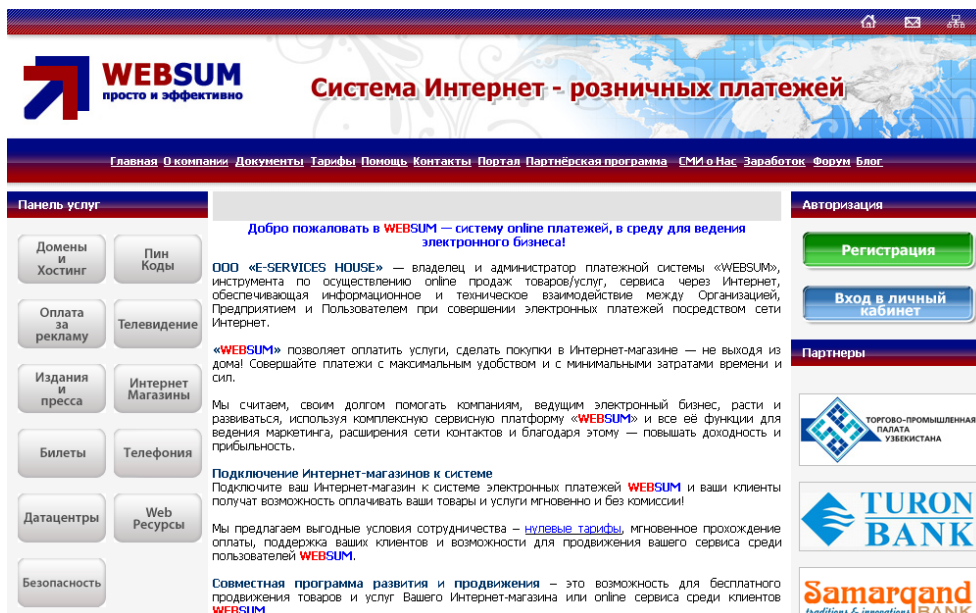 WEBSUM
просто и эффективно
Система Интернет - розничных платежей
Главная О компании Документы Тарифы Помощь Контакты Портал Партнёрская программа СМИ о Нас Заработок Форум Блог
Панель услуг
Домены
и
Хостинг
Пин
Коды
Оплата
за
рекламу
Телевидение
Издания
и
пресса
Интернет
Магазины
Билеты
Телефония
Датацентры
Web
Ресурсы
Безопасность
Добро пожаловать в WEBSUM — систему online платежей, в среду для ведения
электронного бизнеса!
ООО «E-SERVICES HOUSE» — владелец и администратор платежной системы «WEBSUM»,
инструмента по осуществлению online продаж товаров/услуг, сервиса через Интернет,
обеспечивающая информационное и техническое взаимодействие между Организацией,
Предприятием и Пользователем при совершении электронных платежей посредством сети
Интернет.
«WEBSUM» позволяет оплатить услуги, сделать покупки в Интернет-магазине — не выходя из
дома! Совершайте платежи с максимальным удобством и с минимальными затратами времени и
сил.
Мы считаем, своим долгом помогать компаниям, ведущим электронный бизнес, расти и
развиваться, используя комплексную сервисную платформу «WEBSUM» и все её функции для
ведения маркетинга, расширения сети контактов и благодаря этому — повышать доходность и
прибыльность.
Подключение Интернет-магазинов к системе
Подключите ваш Интернет-магазин к системе электронных платежей WEBSUM и ваши клиенты
получат возможность оплачивать ваши товары и услуги мгновенно и без комиссии!
Мы предлагаем выгодные условия сотрудничества – нулевые тарифы, мгновенное прохождение
оплаты, поддержка ваших клиентов и возможности для продвижения вашего сервиса среди
пользователей WEBSUM.
Совместная программа развития и продвижения – это возможность для бесплатного
продвижения товаров и услуг Вашего Интернет-магазина или online сервиса среди клиентов
WEBSUM
Авторизация
Регистрация
Вход в личный
кабинет
Партнеры
ТОРГОВО-ПРОМЫШЛЕННАЯ
ПАЛАТА
УЗБЕКИСТАНА
TURON
BANK
Samarqand
traditions & innovations BANK